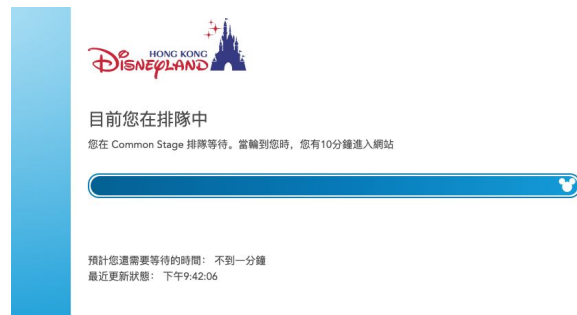 HONG KONG
DISNEYLAND
目前您在排隊中
您在 Common Stage 排隊等待。當輪到您時，您有10分鐘進入網站
預計您還需要等待的時間： 不到一分鐘
最近更新狀態： 下午9:42:06